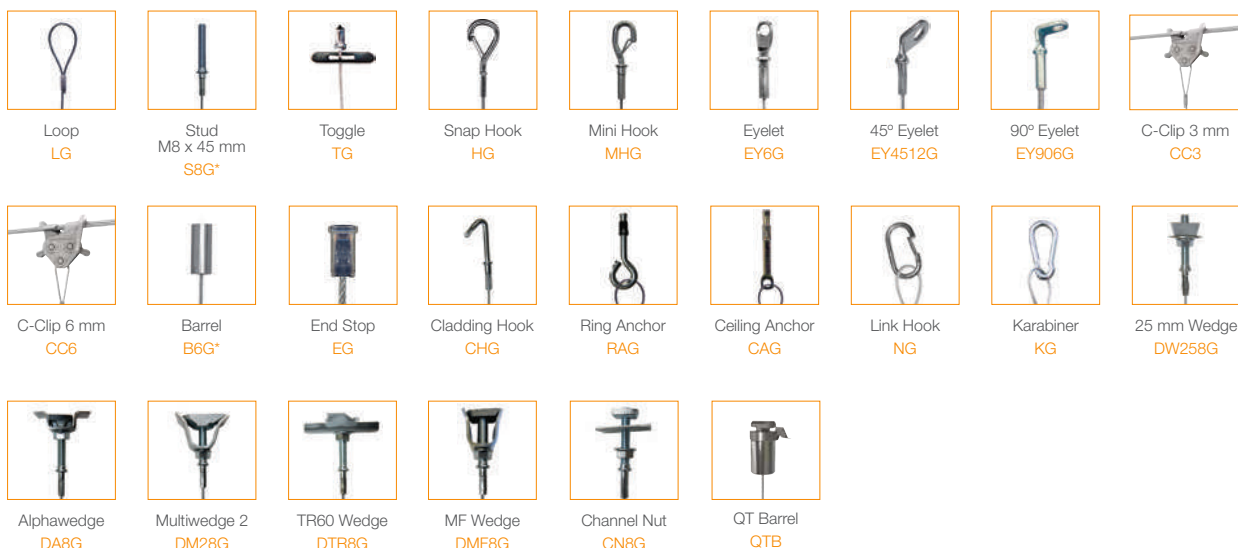 Loop
LG
Stud
M8 x 45 mm
S8G*
Toggle
TG
Snap Hook
HG
Mini Hook
MHG
Eyelet
EY6G
45º Eyelet
EY4512G
90º Eyelet
EY906G
C-Clip 3 mm
CC3
C-Clip 6 mm
CC6
Barrel
B6G*
End Stop
EG
Cladding Hook
CHG
Ring Anchor
RAG
Ceiling Anchor
CAG
Link Hook
NG
Karabiner
KG
25 mm Wedge
DW258G
Alphawedge
DA8G
Multiwedge 2
DM28G
TR60 Wedge
DTR8G
MF Wedge
DMF8G
Channel Nut
CN8G
QT Barrel
QTB